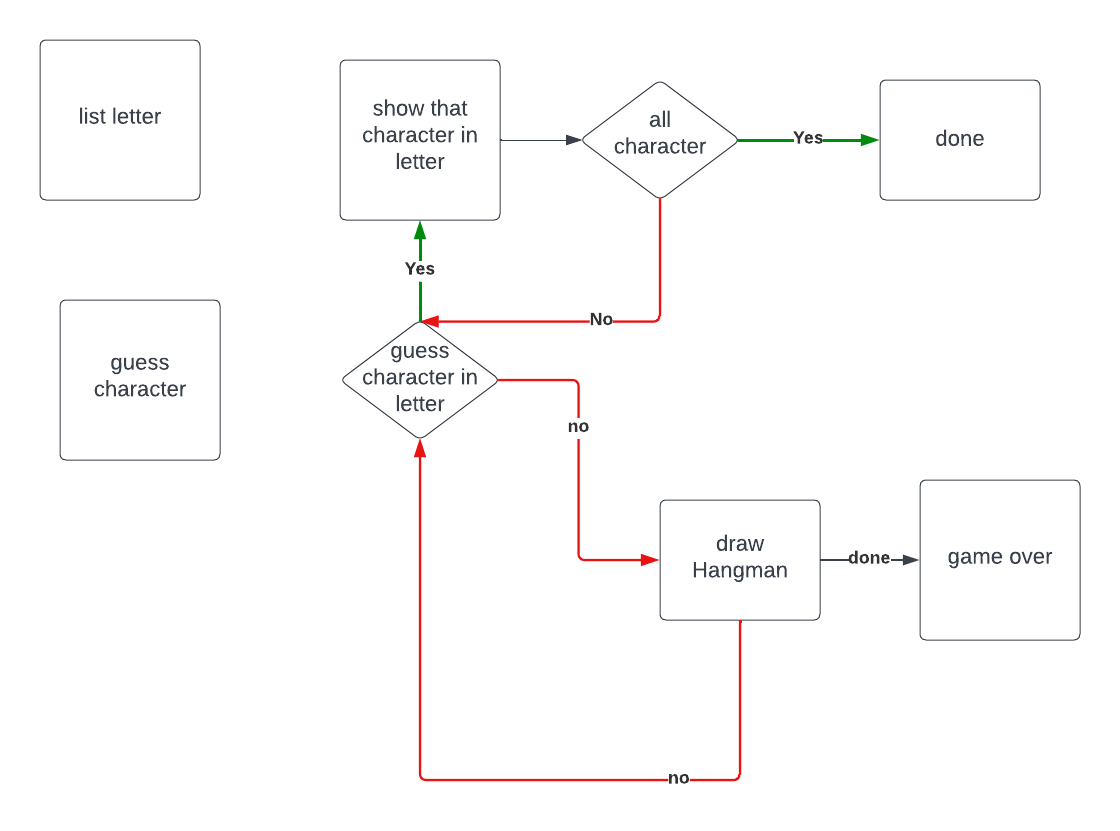 list letter
show that
character in
letter
all
character
Yes
done
Yes
No
guess
character
guess
character in
letter
no
draw
Hangman
done
game over
no